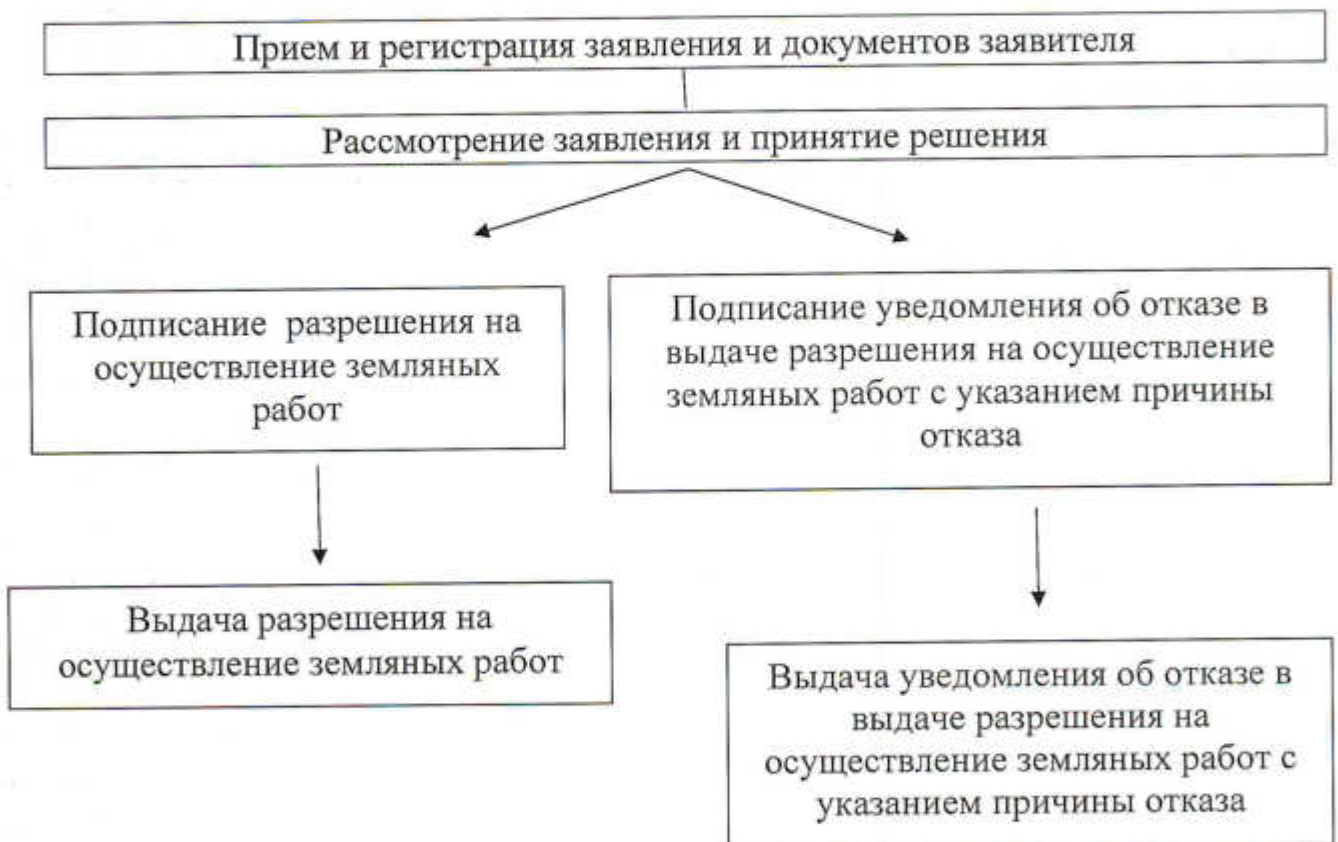 Прием и регистрация заявления и документов заявителя
Рассмотрение заявления и принятие решения
Подписание разрешения на
осуществление земляных
работ
Подписание уведомления об отказе в
выдаче разрешения на осуществление
земляных работ с указанием причины
отказа
Выдача разрешения на
осуществление земляных работ
Выдача уведомления об отказе в
выдаче разрешения на
осуществление земляных работ с
указанием причины отказа